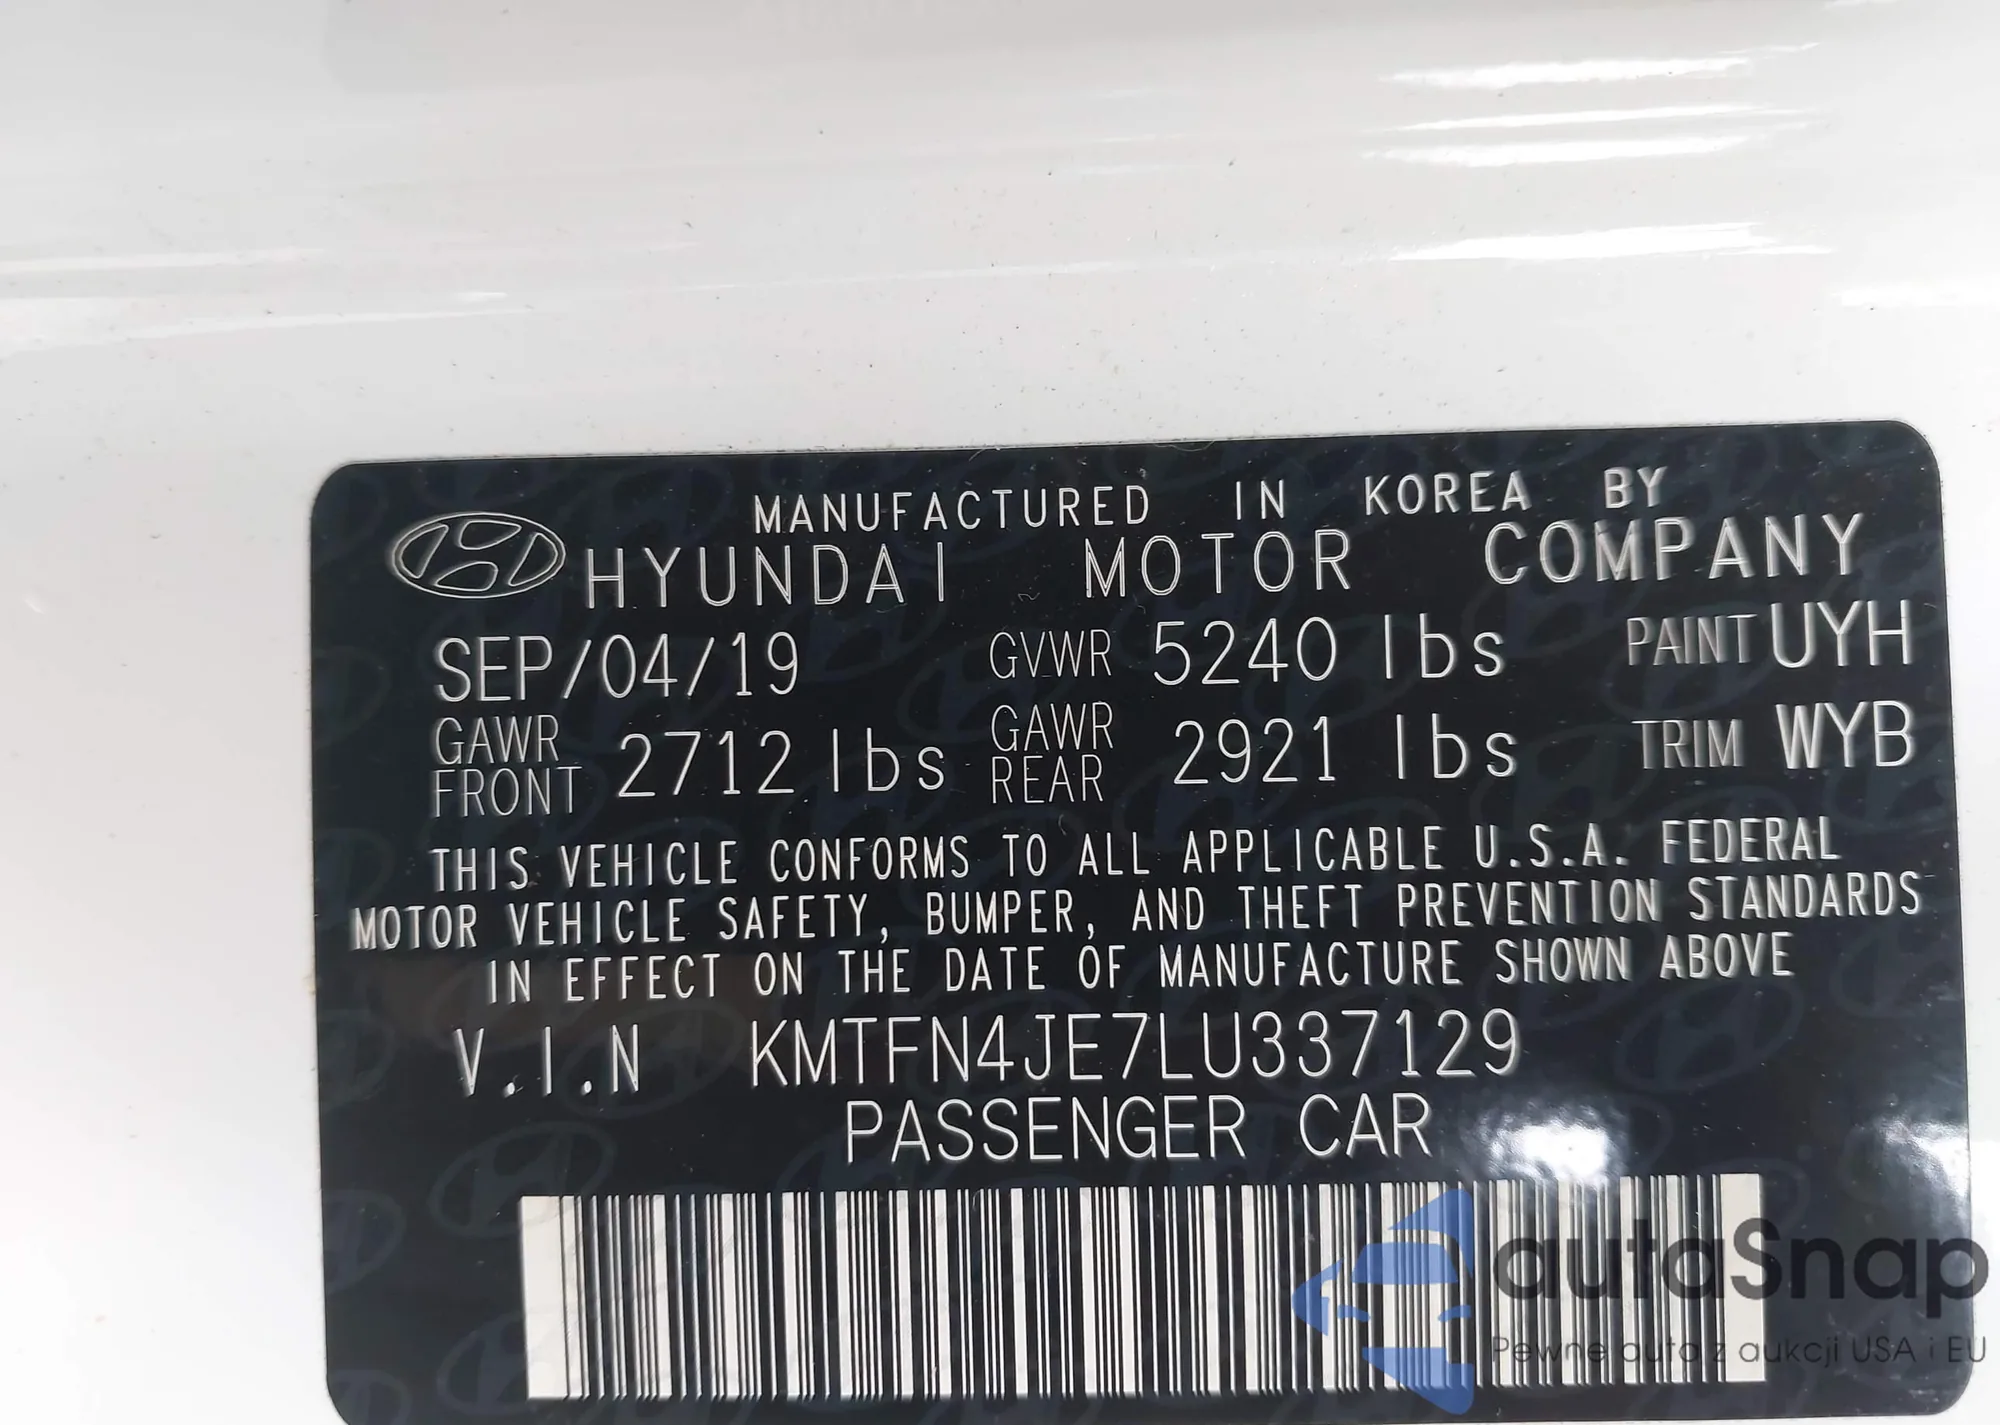 MANUFACTURED IN KOREA BY
HYUNDAI MOTOR COMPANY
SEP/04/19 GVWR 5240 lbs PAINT UYH
GAWR FRONT 2712 lbs GAWR REAR 2921 lbs TRIM WYB
THIS VEHICLE CONFORMS TO ALL APPLICABLE U.S.A. FEDERAL
MOTOR VEHICLE SAFETY, BUMPER, AND THEFT PREVENTION STANDARDS
IN EFFECT ON THE DATE OF MANUFACTURE SHOWN ABOVE
V.I.N KMTFN4JE7LU337129
PASSENGER CAR
autaSnap
Pewne auta z aukcji USA i EU